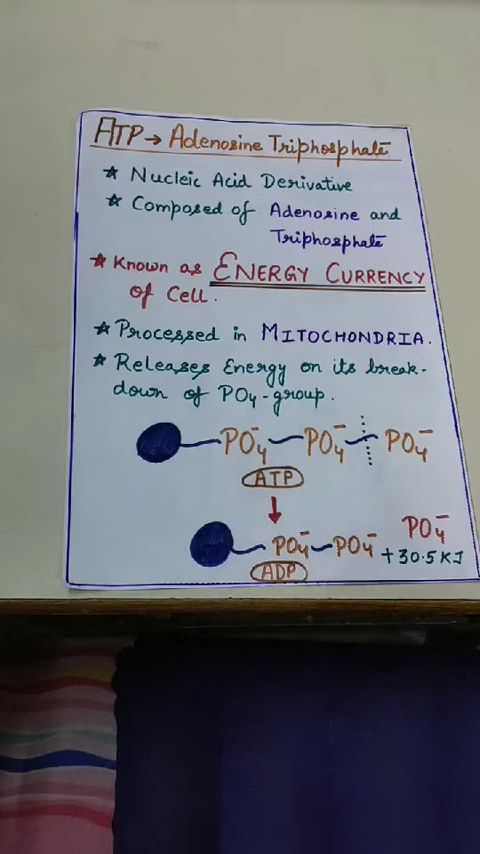 ATP → Adenosine Triphosphate
★ Nucleic Acid Derivative
★ Composed of Adenosine and
Triphosphate
★ Known as ENERGY CURRENCY
of Cell.
★ Processed in MITOCHONDRIA.
★ Releases Energy on its break-
down of PO4-group.
PO4⁻ PO4⁻ PO4⁻
ATP
PO4⁻ PO4⁻ PO4⁻
+30.5KJ
ADP